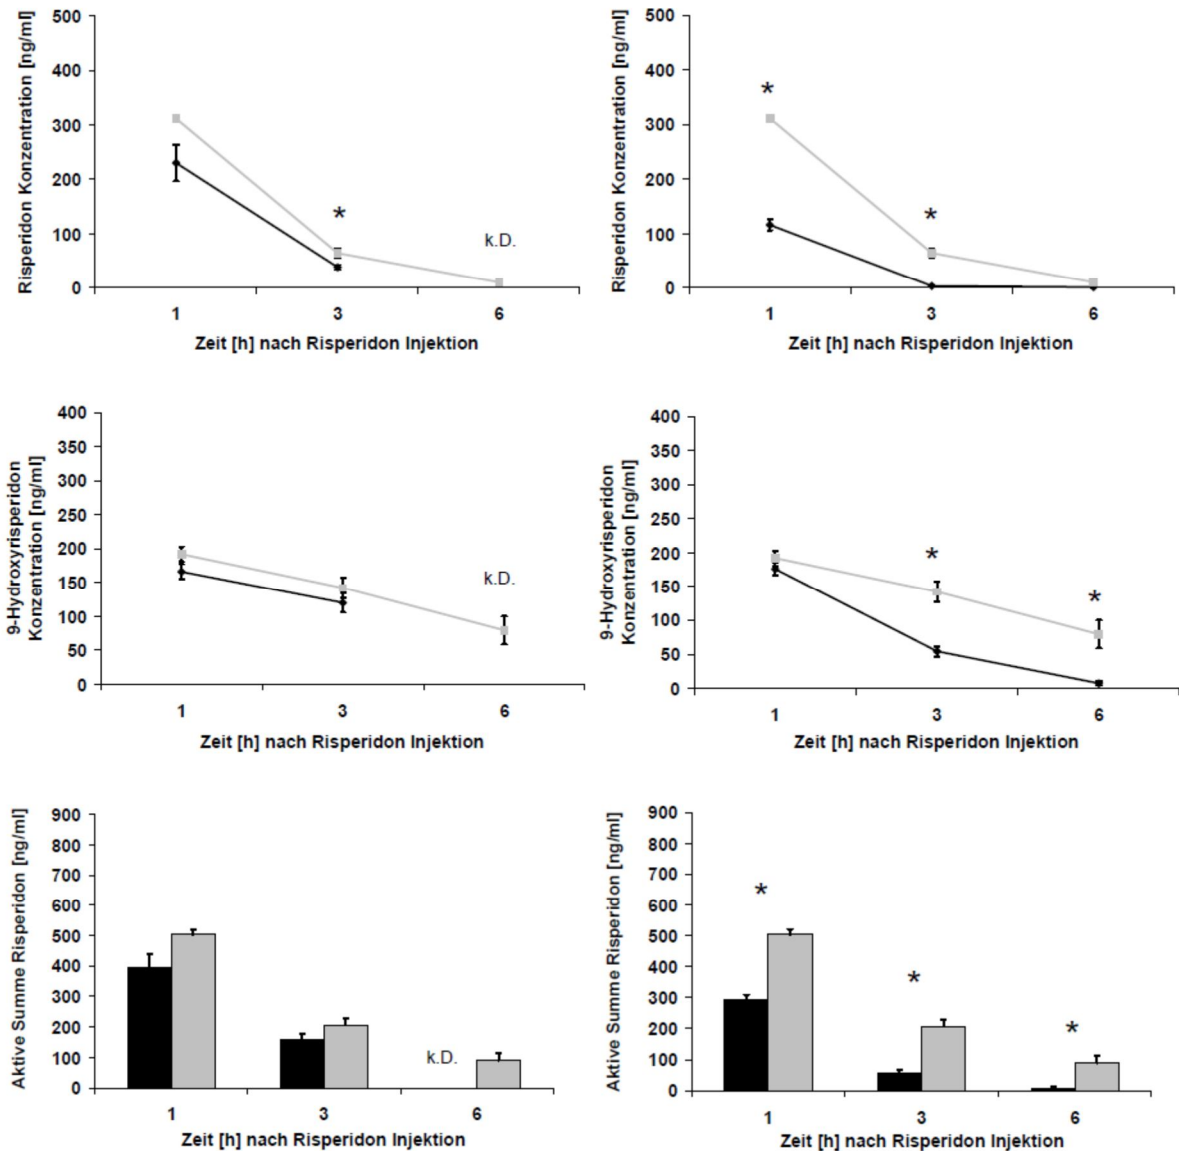 Risperidon Konzentration [ng/ml]
500
400
300
200
100
0
*
k.D.
1 3 6
Zeit [h] nach Risperidon Injektion
Risperidon Konzentration [ng/ml]
500
400
300
200
100
0
*
*
1 3 6
Zeit [h] nach Risperidon Injektion
9-Hydroxyrisperidon
Konzentration [ng/ml]
400
350
300
250
200
150
100
50
0
k.D.
1 3 6
Zeit [h] nach Risperidon Injektion
9-Hydroxyrisperidon
Konzentration [ng/ml]
400
350
300
250
200
150
100
50
0
*
*
1 3 6
Zeit [h] nach Risperidon Injektion
Aktive Summe Risperidon [ng/ml]
900
800
700
600
500
400
300
200
100
0
k.D.
1 3 6
Zeit [h] nach Risperidon Injektion
Aktive Summe Risperidon [ng/ml]
900
800
700
600
500
400
300
200
100
0
*
*
*
1 3 6
Zeit [h] nach Risperidon Injektion